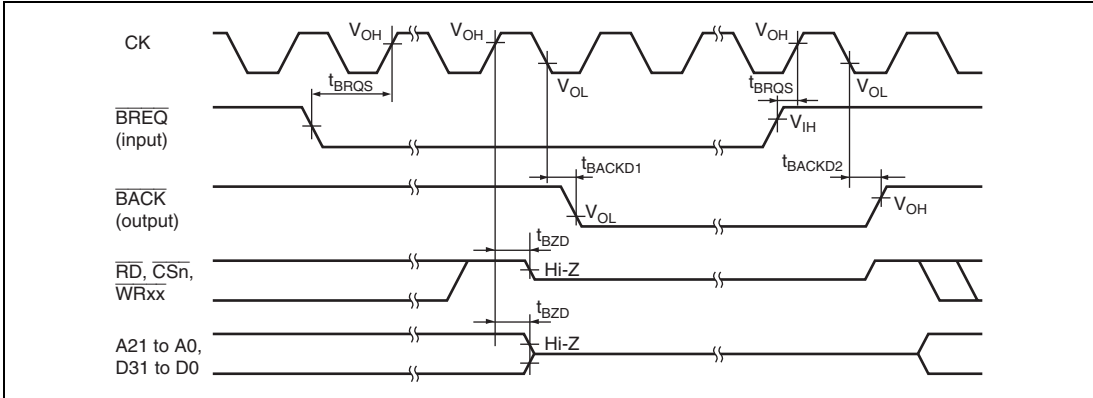 CK
V_OH
V_OH
V_OH
t_BRQS
V_OL
t_BRQS
V_OL
BREQ
(input)
V_IH
t_BACKD1
t_BACKD2
BACK
(output)
V_OL
V_OH
t_BZD
RD, CSn,
WRxx
Hi-Z
t_BZD
A21 to A0,
D31 to D0
Hi-Z